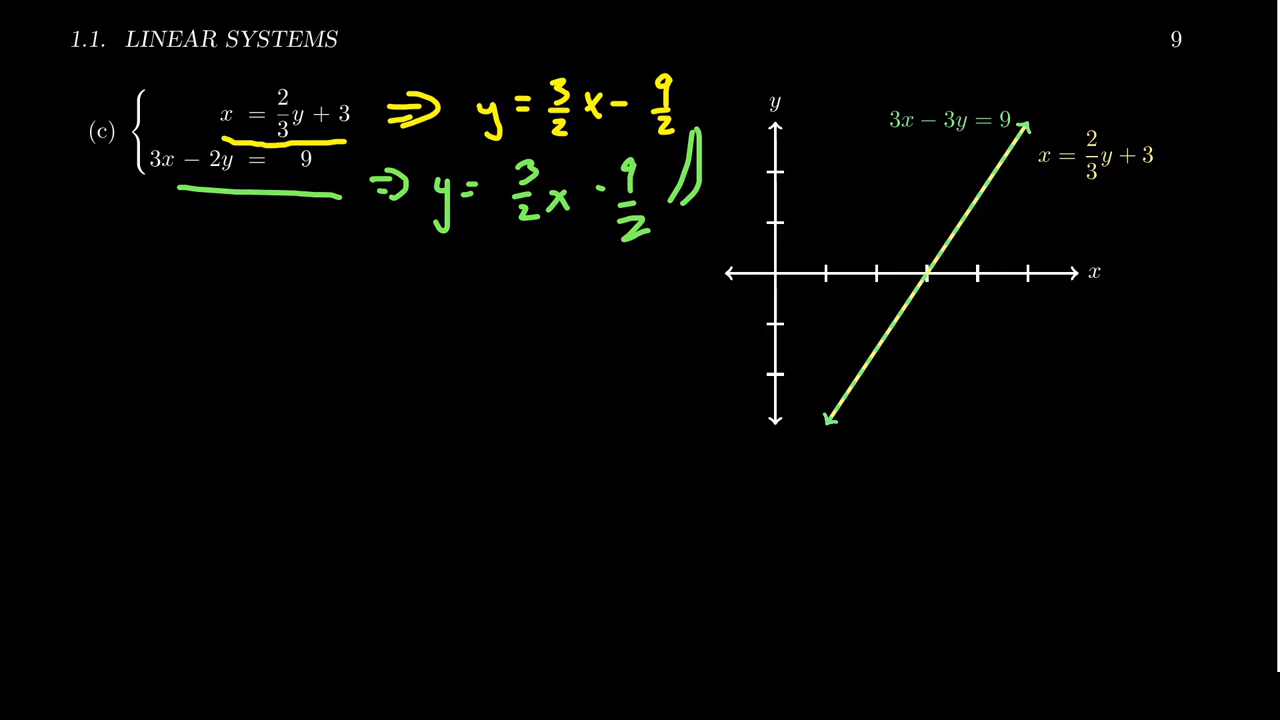 1.1. LINEAR SYSTEMS 9
(c) { x = 2/3 y + 3 ⇒ y = 3/2 x - 9/2
3x − 2y = 9 ⇒ y = 3/2 x - 9/2
y
3x − 3y = 9
x = 2/3 y + 3
x